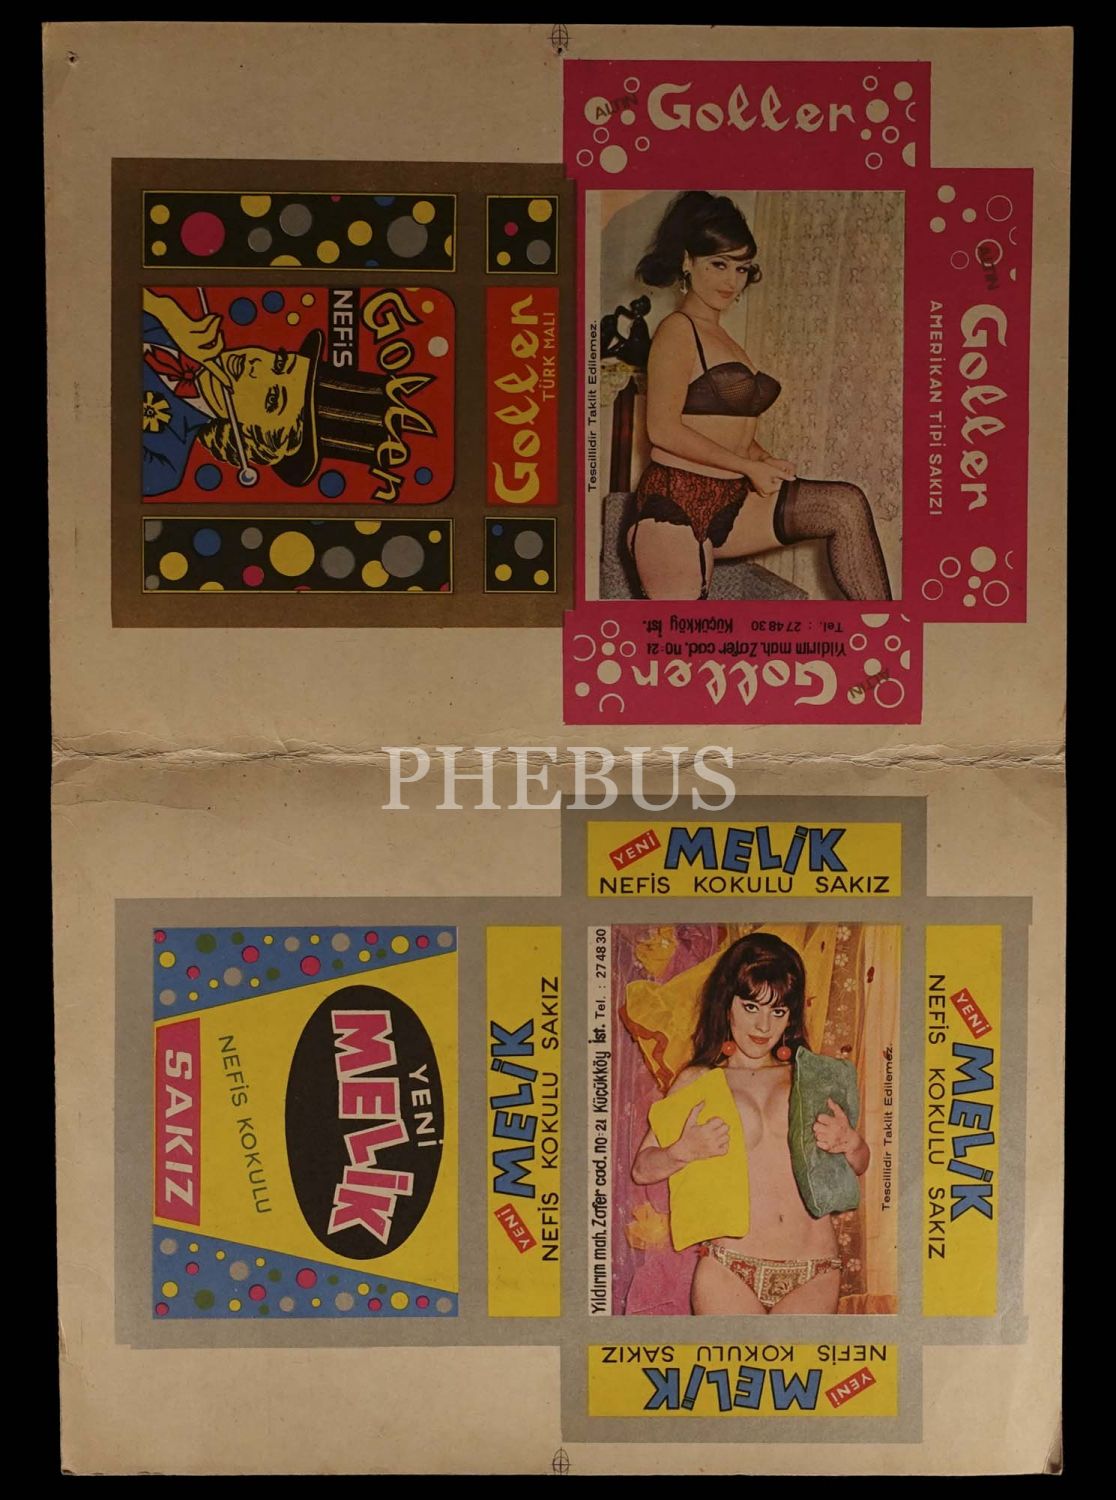 ALTIN
Goller
ALTIN
Goller
AMERİKAN TİPİ SAKIZI
Goller
NEFİS
Goller
TÜRK MALI
Tescillidir Taklit Edilemez.
Tel. : 27 48 30 Küçükköy İst.
Yıldırım mah. Zafer cad. no:21
Goller
ALTIN
PHEBUS
YENİ
MELİK
NEFİS KOKULU SAKIZ
YENİ
MELİK
NEFİS KOKULU
SAKIZ
YENİ
MELİK
NEFİS KOKULU SAKIZ
Yıldırım mah. Zafer cad. no:21 Küçükköy İst. Tel. : 27 48 30
Tescillidir Taklit Edilemez.
YENİ
MELİK
NEFİS KOKULU SAKIZ
YENİ
MELİK
NEFİS KOKULU SAKIZ